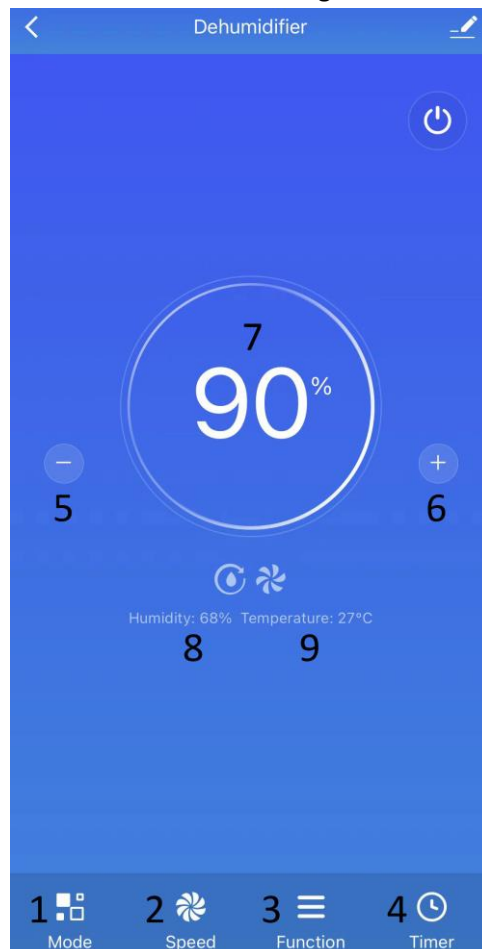 Dehumidifier
7
90%
5 6
Humidity: 68% Temperature: 27°C
8 9
1 2 3 4
Mode Speed Function Timer